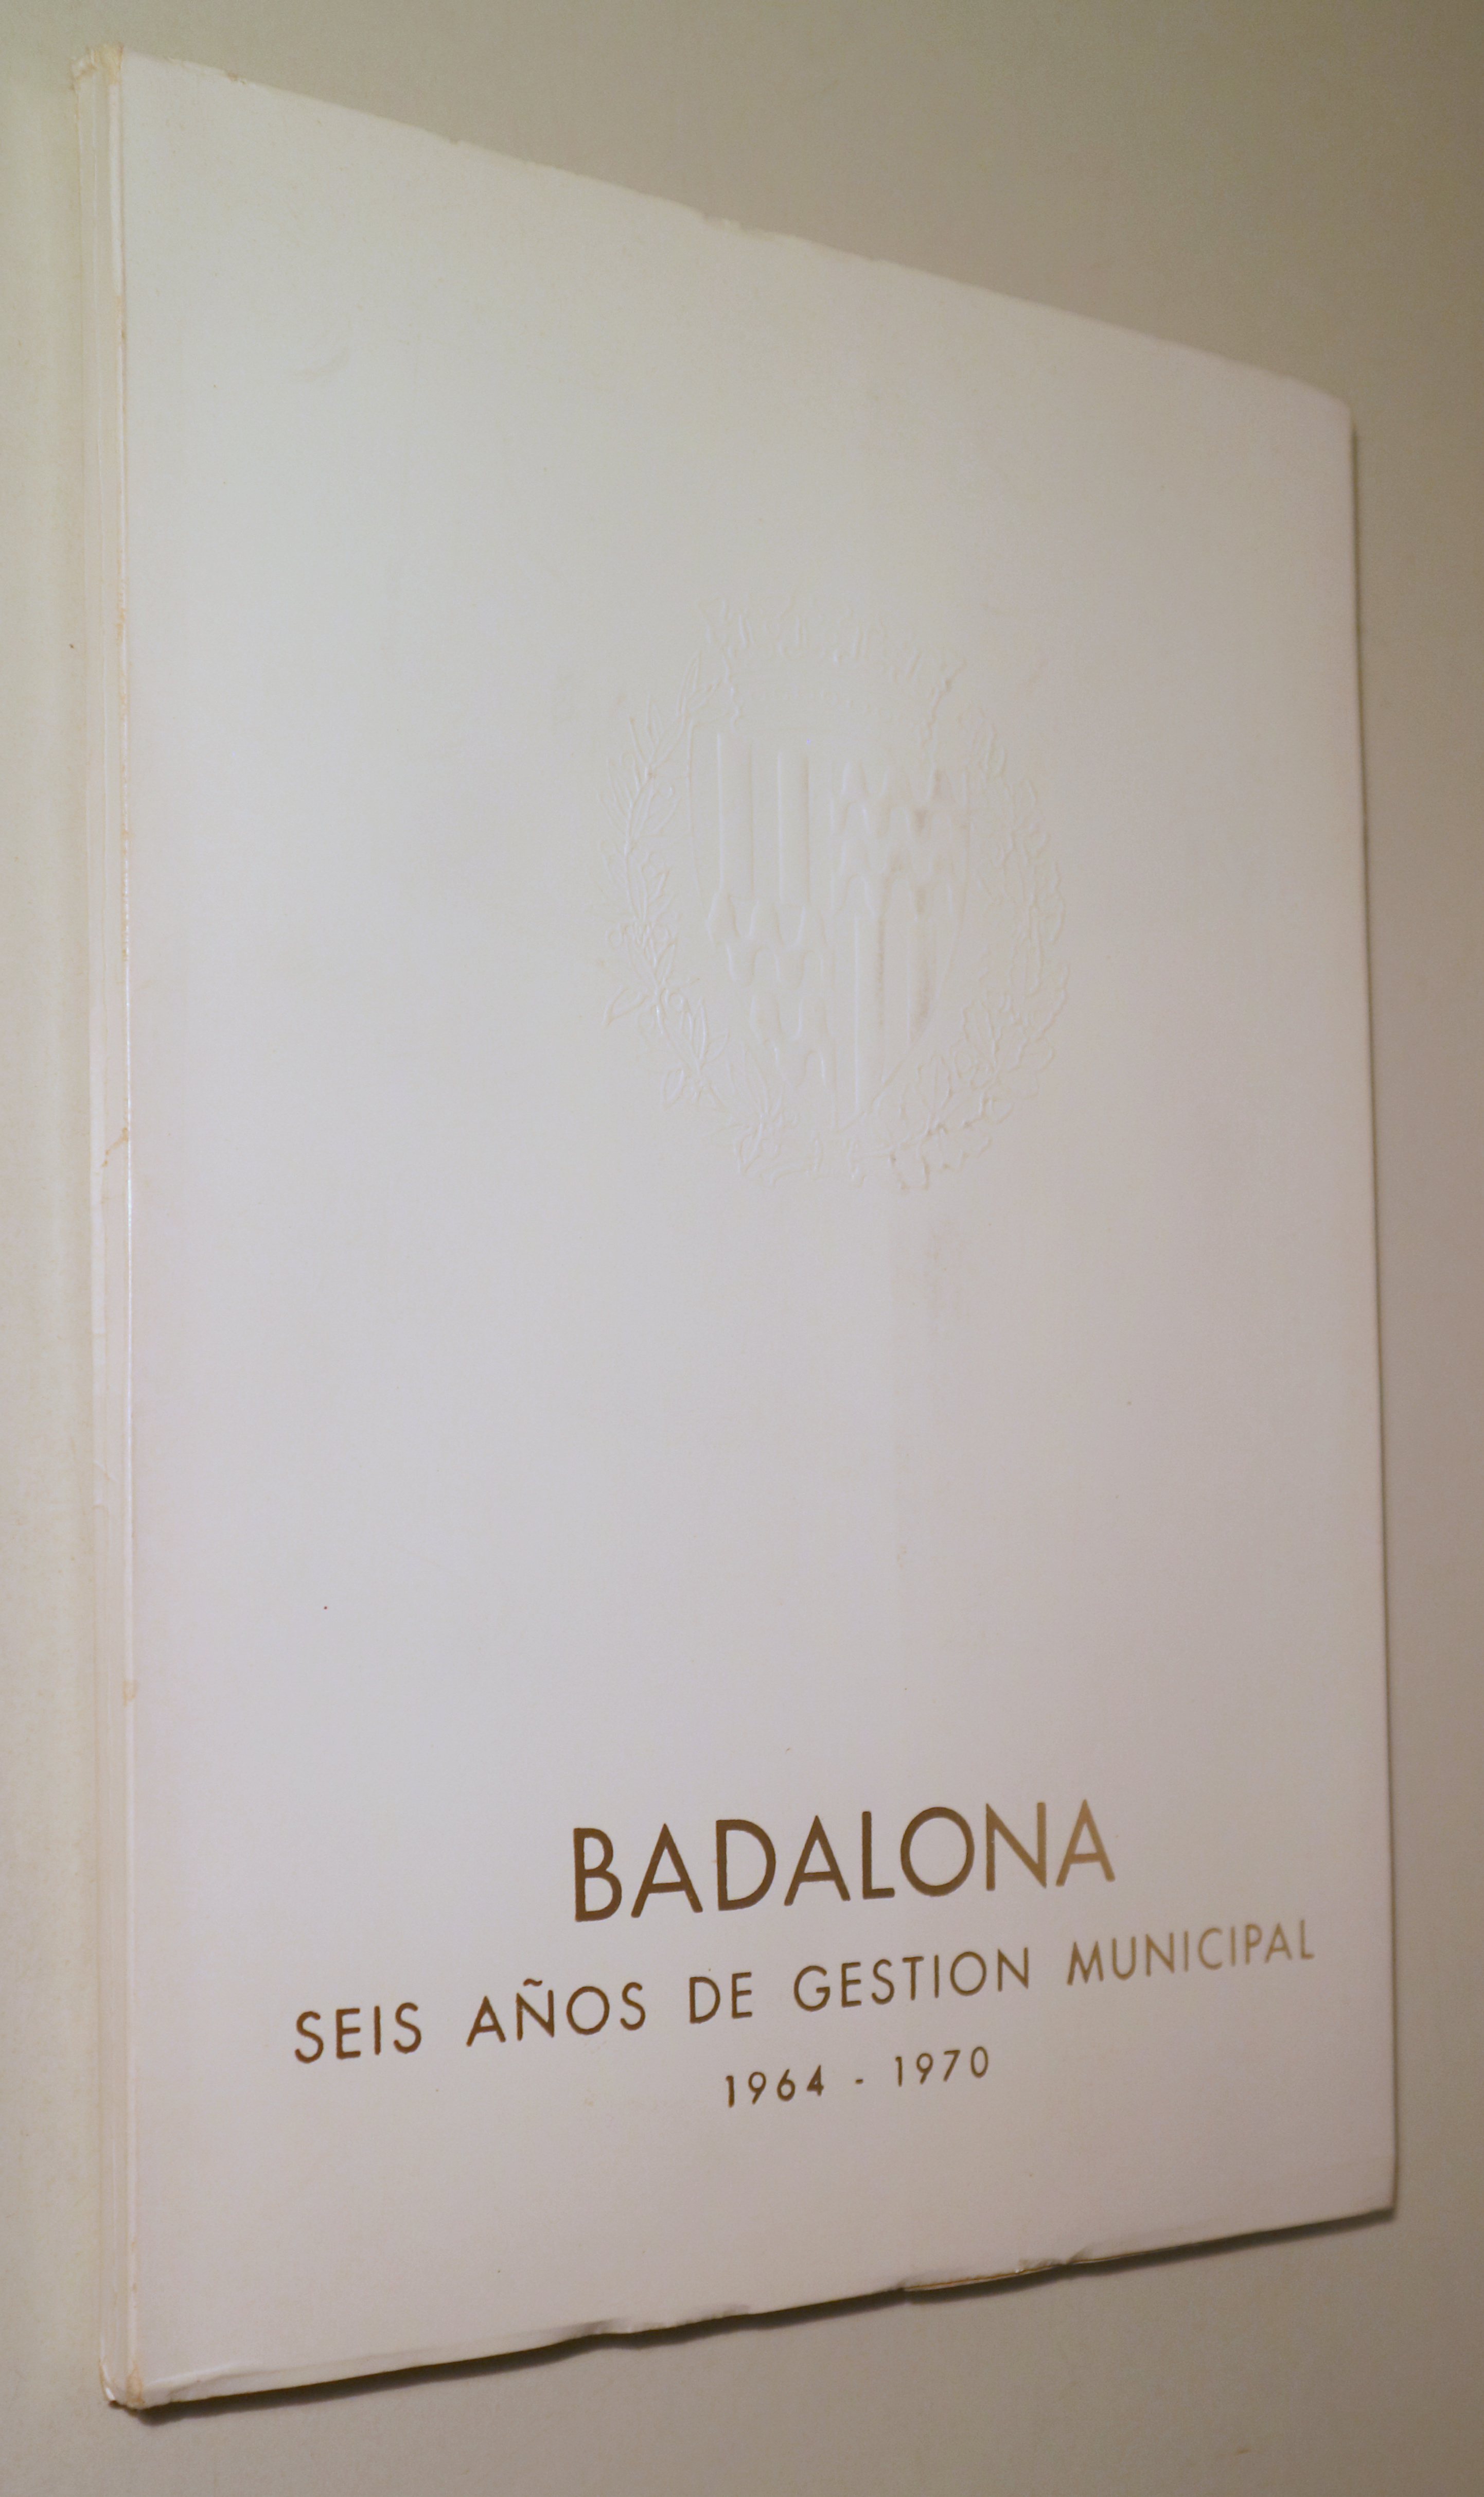 BADALONA
SEIS AÑOS DE GESTION MUNICIPAL
1964 - 1970